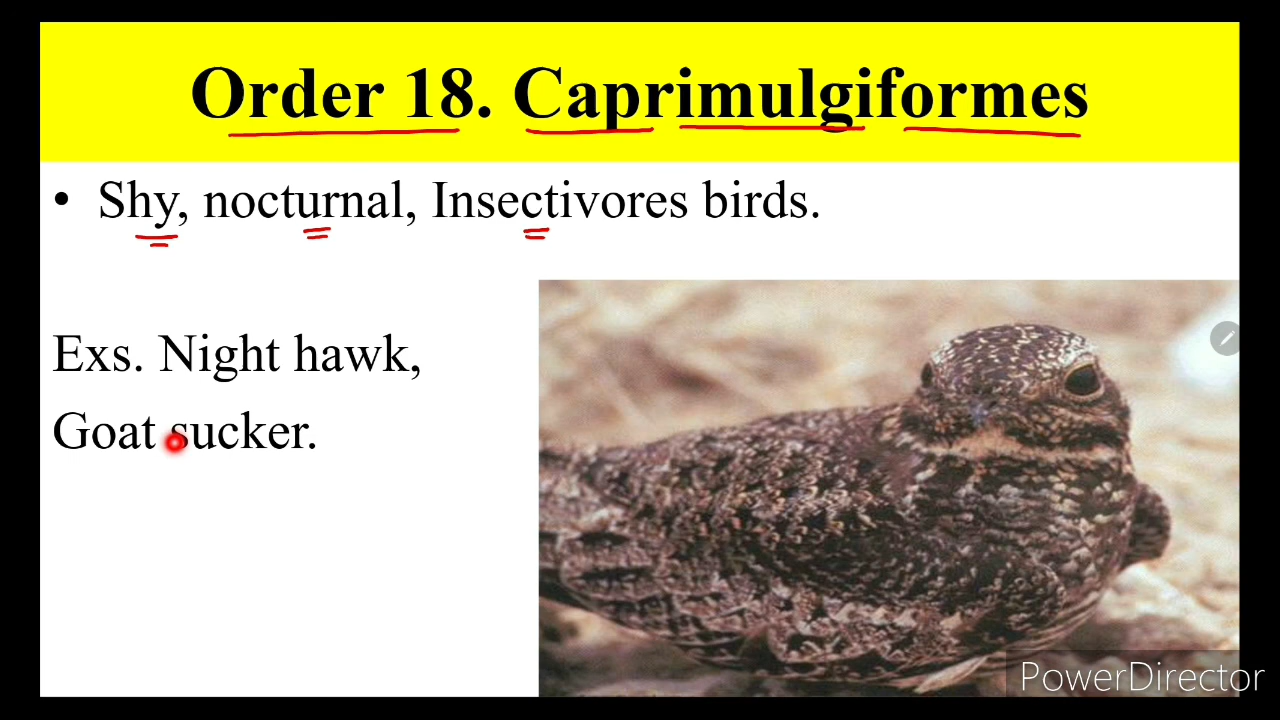 Order 18. Caprimulgiformes
• Shy, nocturnal, Insectivores birds.
Exs. Night hawk,
Goat sucker.
PowerDirector